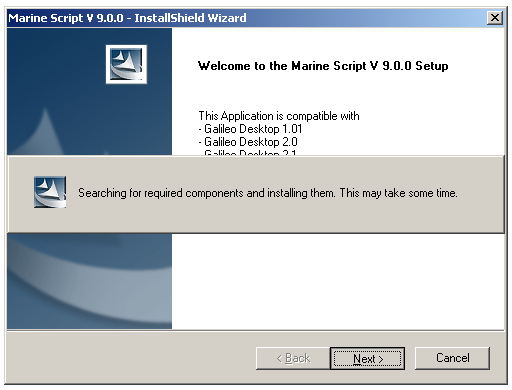 Marine Script V 9.0.0 - InstallShield Wizard
Welcome to the Marine Script V 9.0.0 Setup
This Application is compatible with
- Galileo Desktop 1.01
- Galileo Desktop 2.0
- Galileo Desktop 2.1
Searching for required components and installing them. This may take some time.
< Back
Next >
Cancel